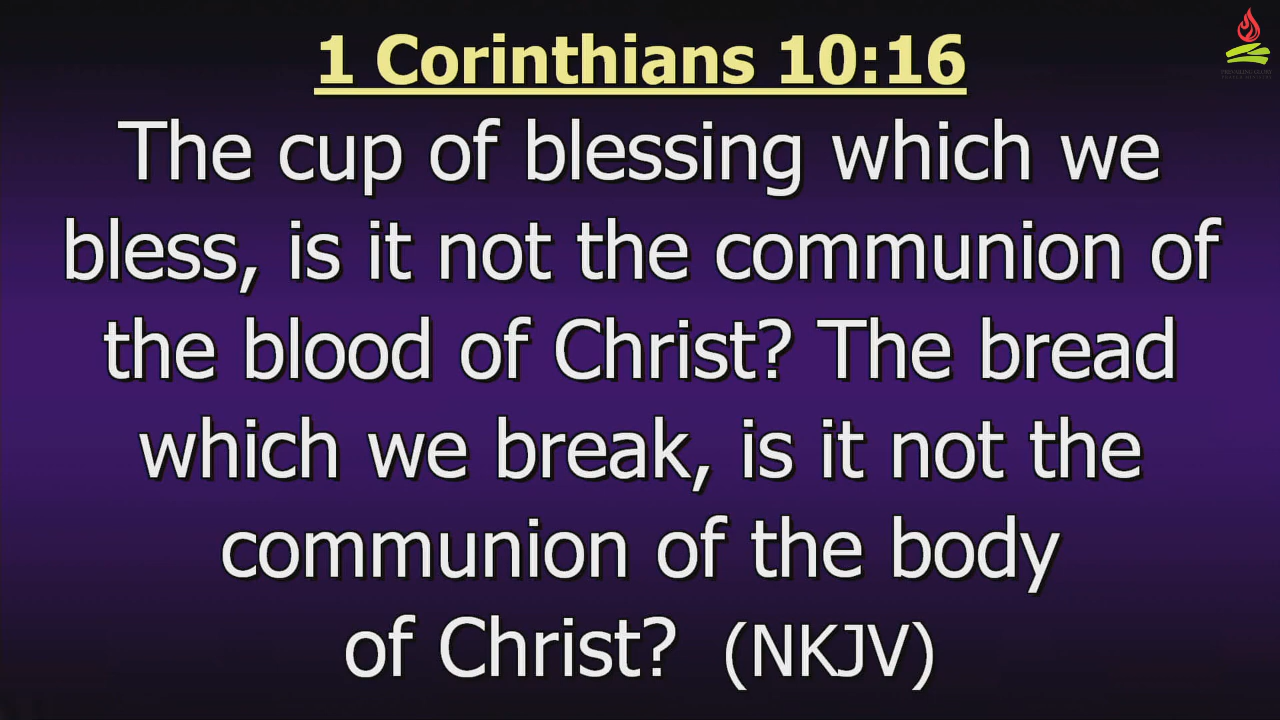 1 Corinthians 10:16
The cup of blessing which we
bless, is it not the communion of
the blood of Christ? The bread
which we break, is it not the
communion of the body
of Christ? (NKJV)